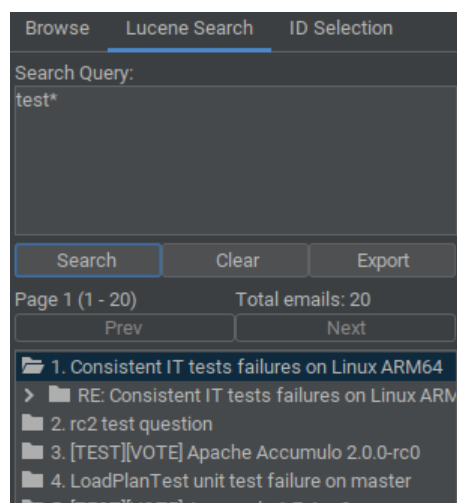 Browse Lucene Search ID Selection
Search Query:
test*
Search Clear Export
Page 1 (1 - 20) Total emails: 20
Prev Next
1. Consistent IT tests failures on Linux ARM64
> RE: Consistent IT tests failures on Linux ARM
2. rc2 test question
3. [TEST][VOTE] Apache Accumulo 2.0.0-rc0
4. LoadPlanTest unit test failure on master